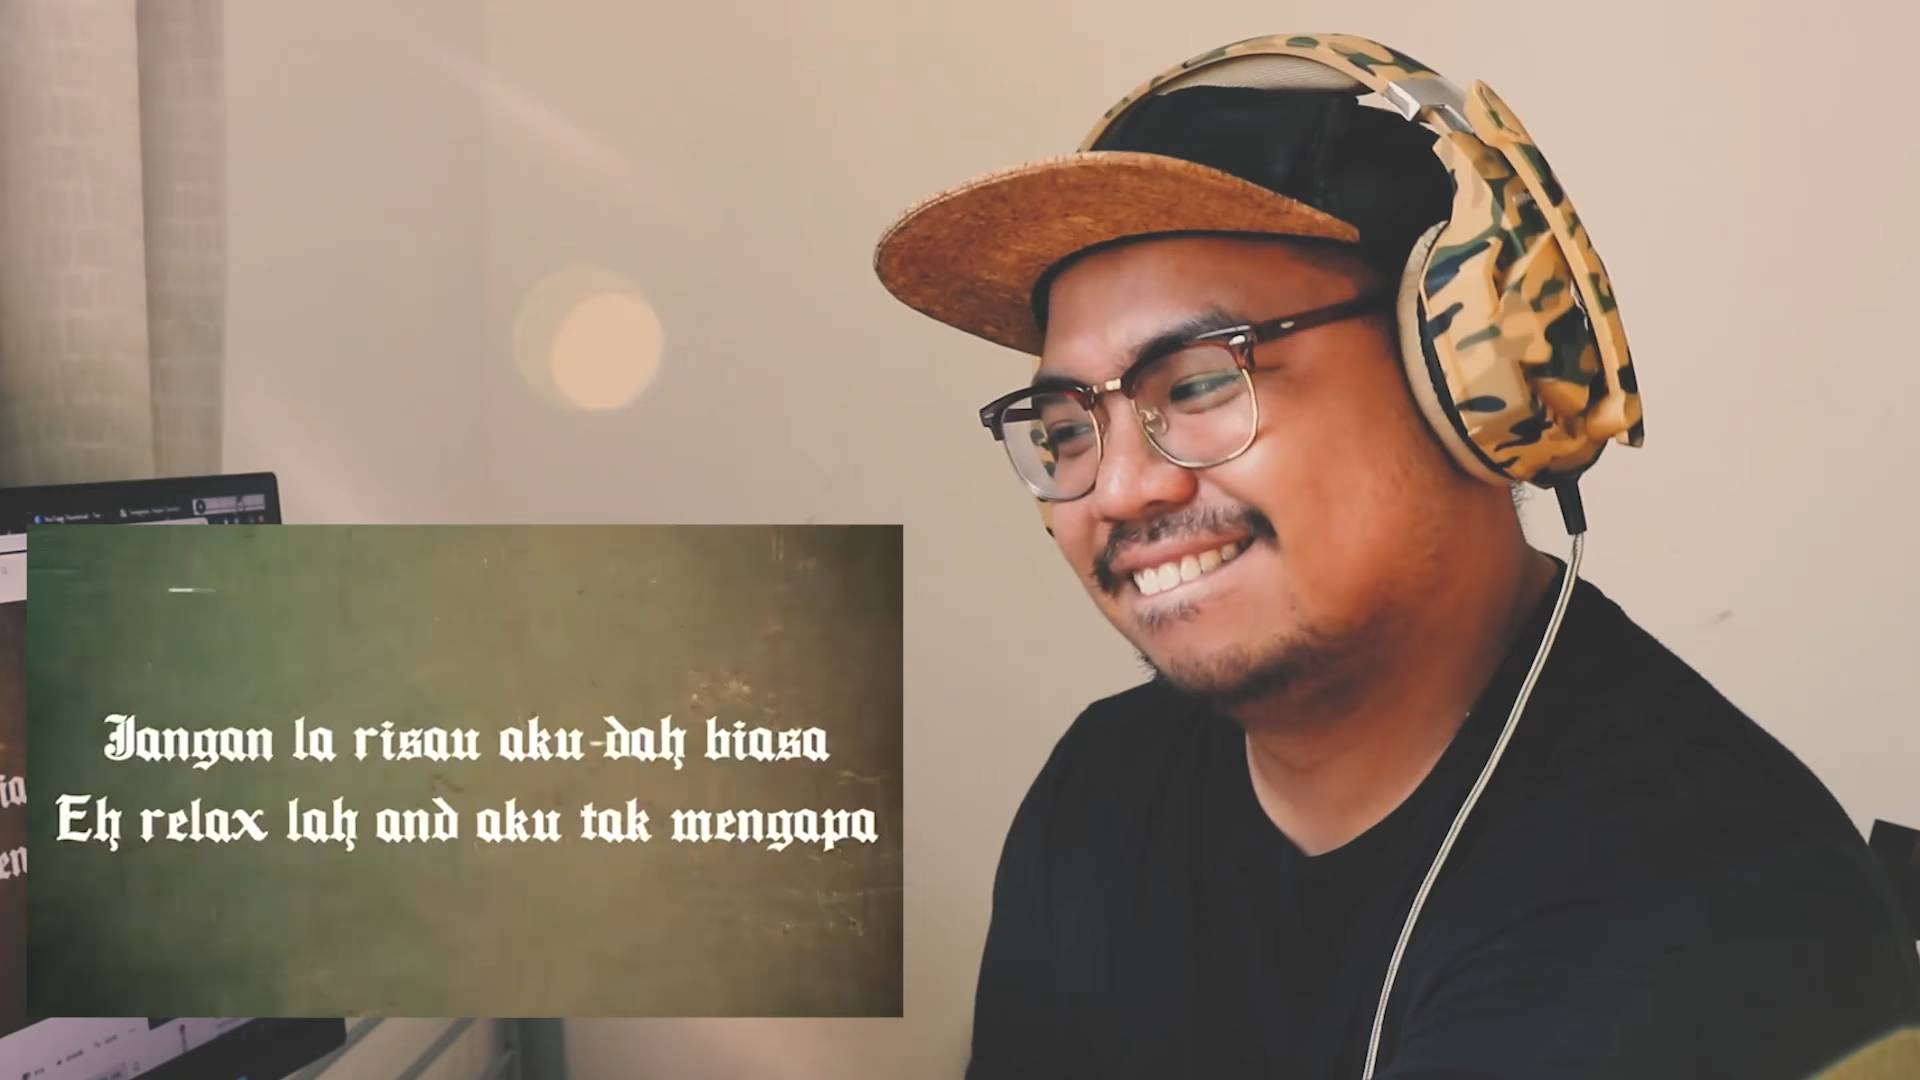 Jangan la risau aku dah biasa
Eh relax lah and aku tak mengapa